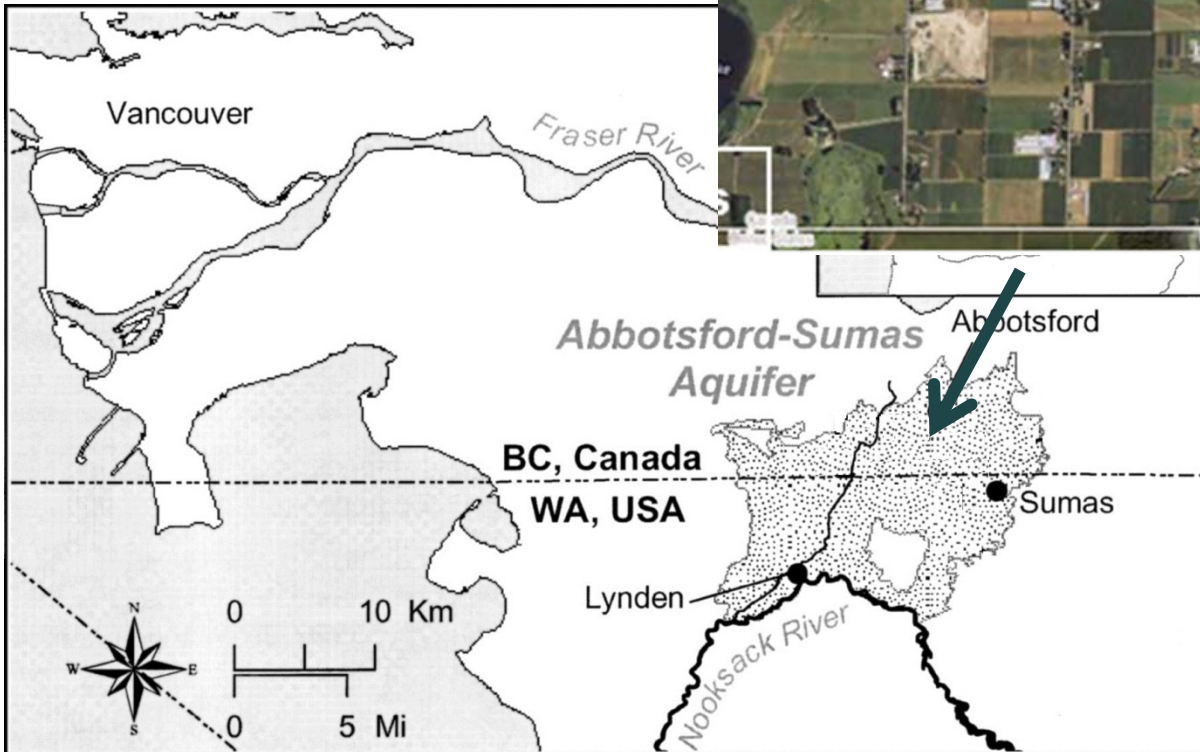 Vancouver
Fraser River
Abbotsford
Abbotsford-Sumas
Aquifer
BC, Canada
WA, USA
Sumas
Lynden
Nooksack River
N
W E
S
0 10 Km
0 5 Mi